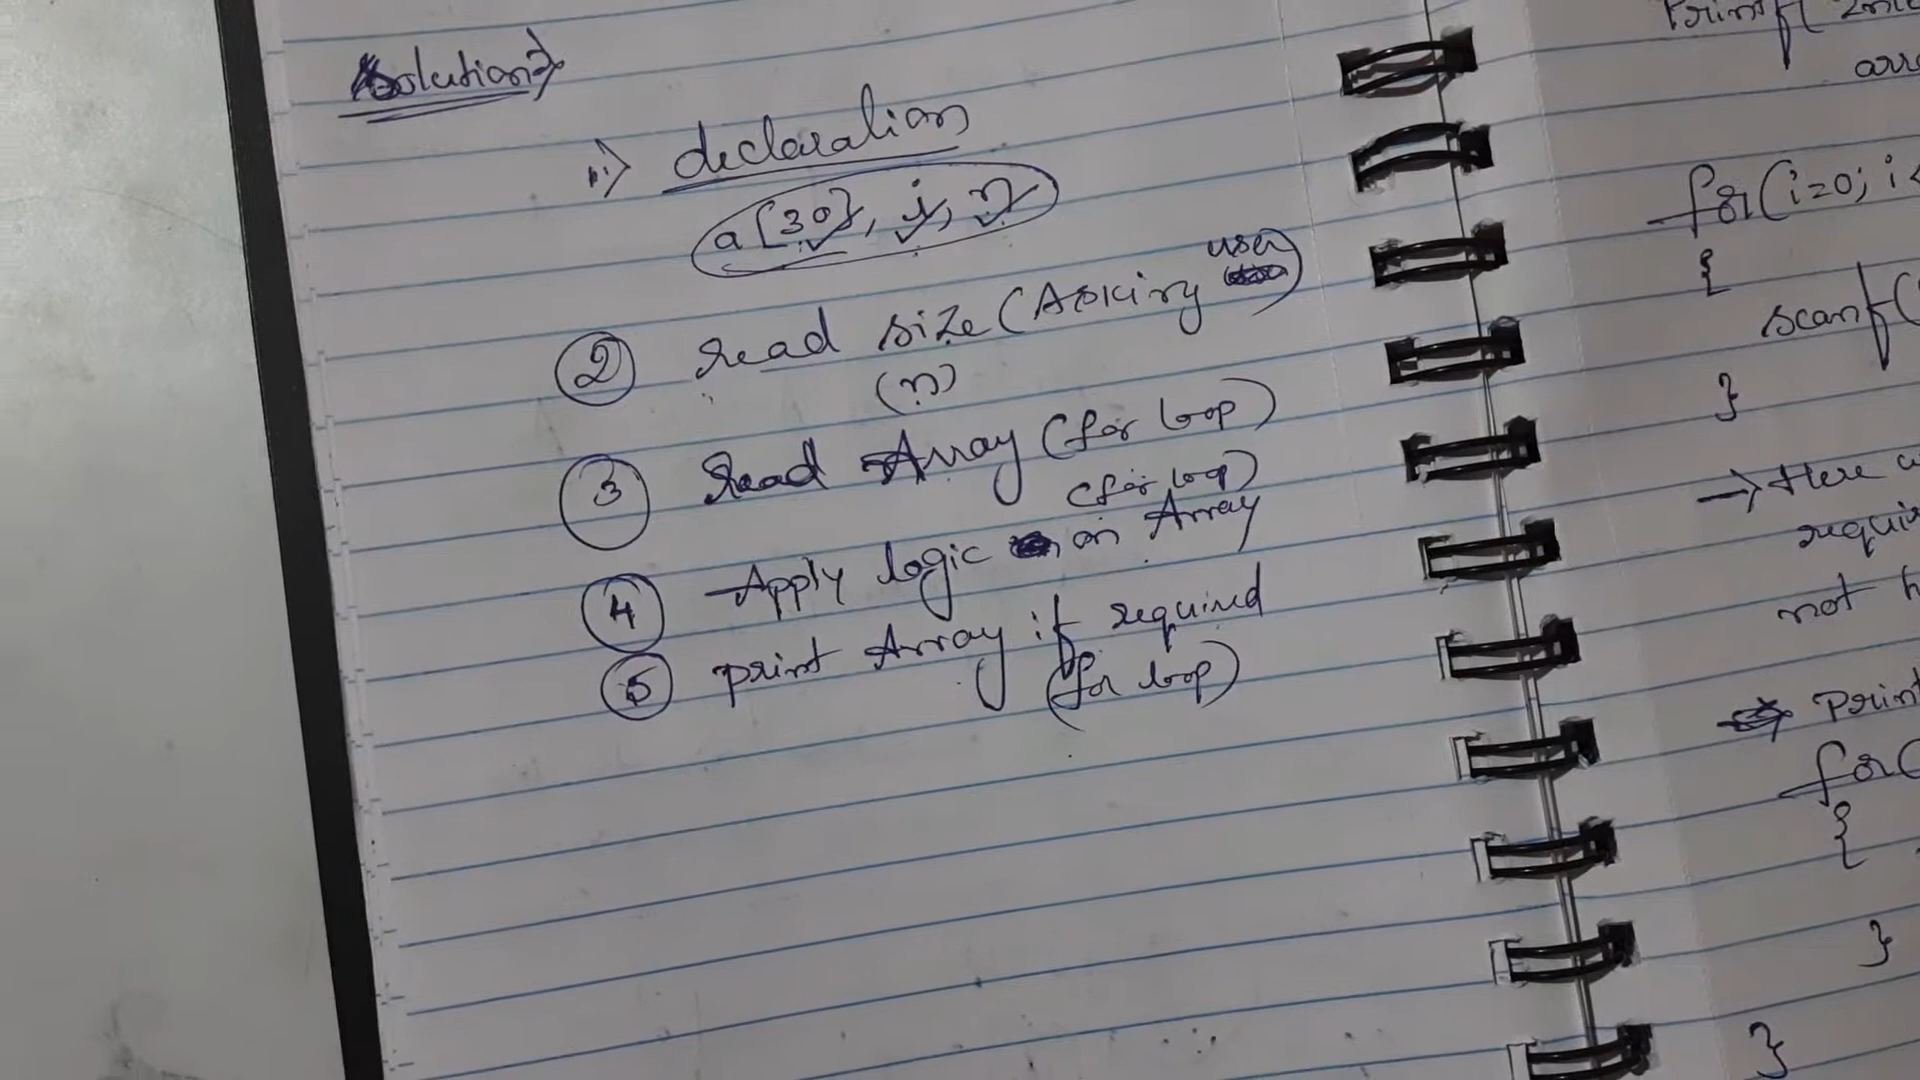 Solution→
1) declaration
a[30], i, n
② read size (Asking user)
(n)
③ Read Array (for loop)
(for loop)
④ Apply logic on Array
⑤ print Array if required
(for loop)
Printf(
for(i=0; i<
{
scanf(
}
→ Here
not
Print
for(
{
}
}